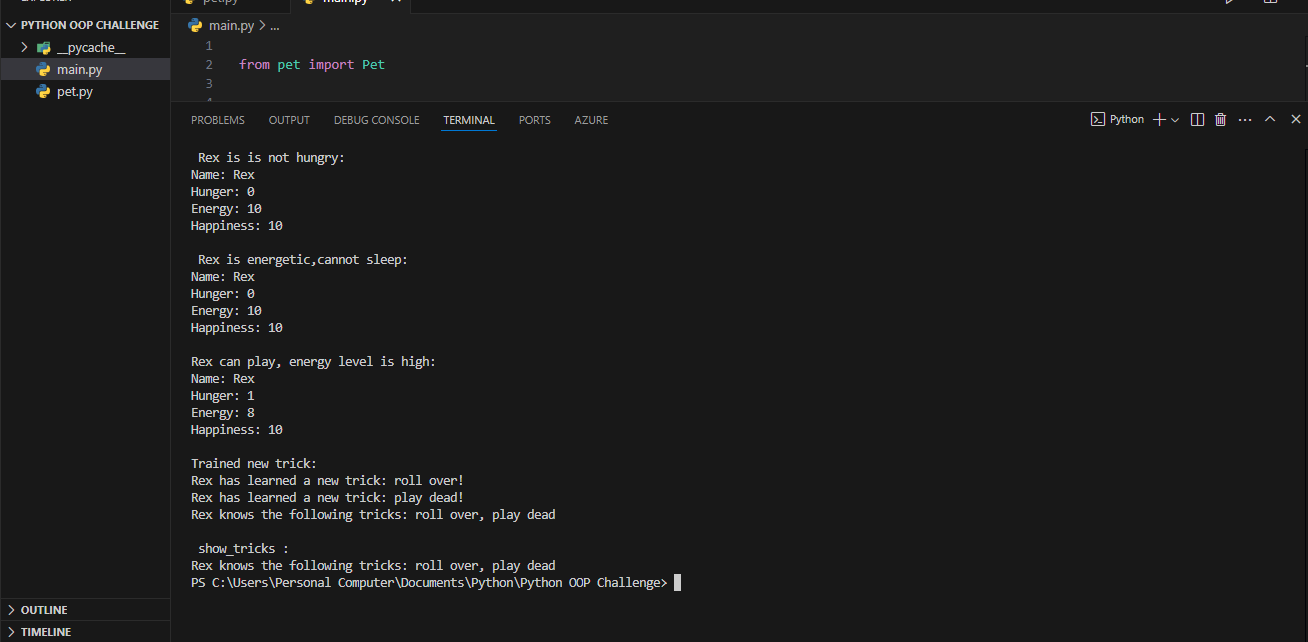 PYTHON OOP CHALLENGE
__pycache__
main.py
pet.py
OUTLINE
TIMELINE
main.py > ...
1
2 from pet import Pet
3
PROBLEMS OUTPUT DEBUG CONSOLE TERMINAL PORTS AZURE
Python
Rex is is not hungry:
Name: Rex
Hunger: 0
Energy: 10
Happiness: 10
Rex is energetic,cannot sleep:
Name: Rex
Hunger: 0
Energy: 10
Happiness: 10
Rex can play, energy level is high:
Name: Rex
Hunger: 1
Energy: 8
Happiness: 10
Trained new trick:
Rex has learned a new trick: roll over!
Rex has learned a new trick: play dead!
Rex knows the following tricks: roll over, play dead
show_tricks :
Rex knows the following tricks: roll over, play dead
PS C:\Users\Personal Computer\Documents\Python\Python OOP Challenge>